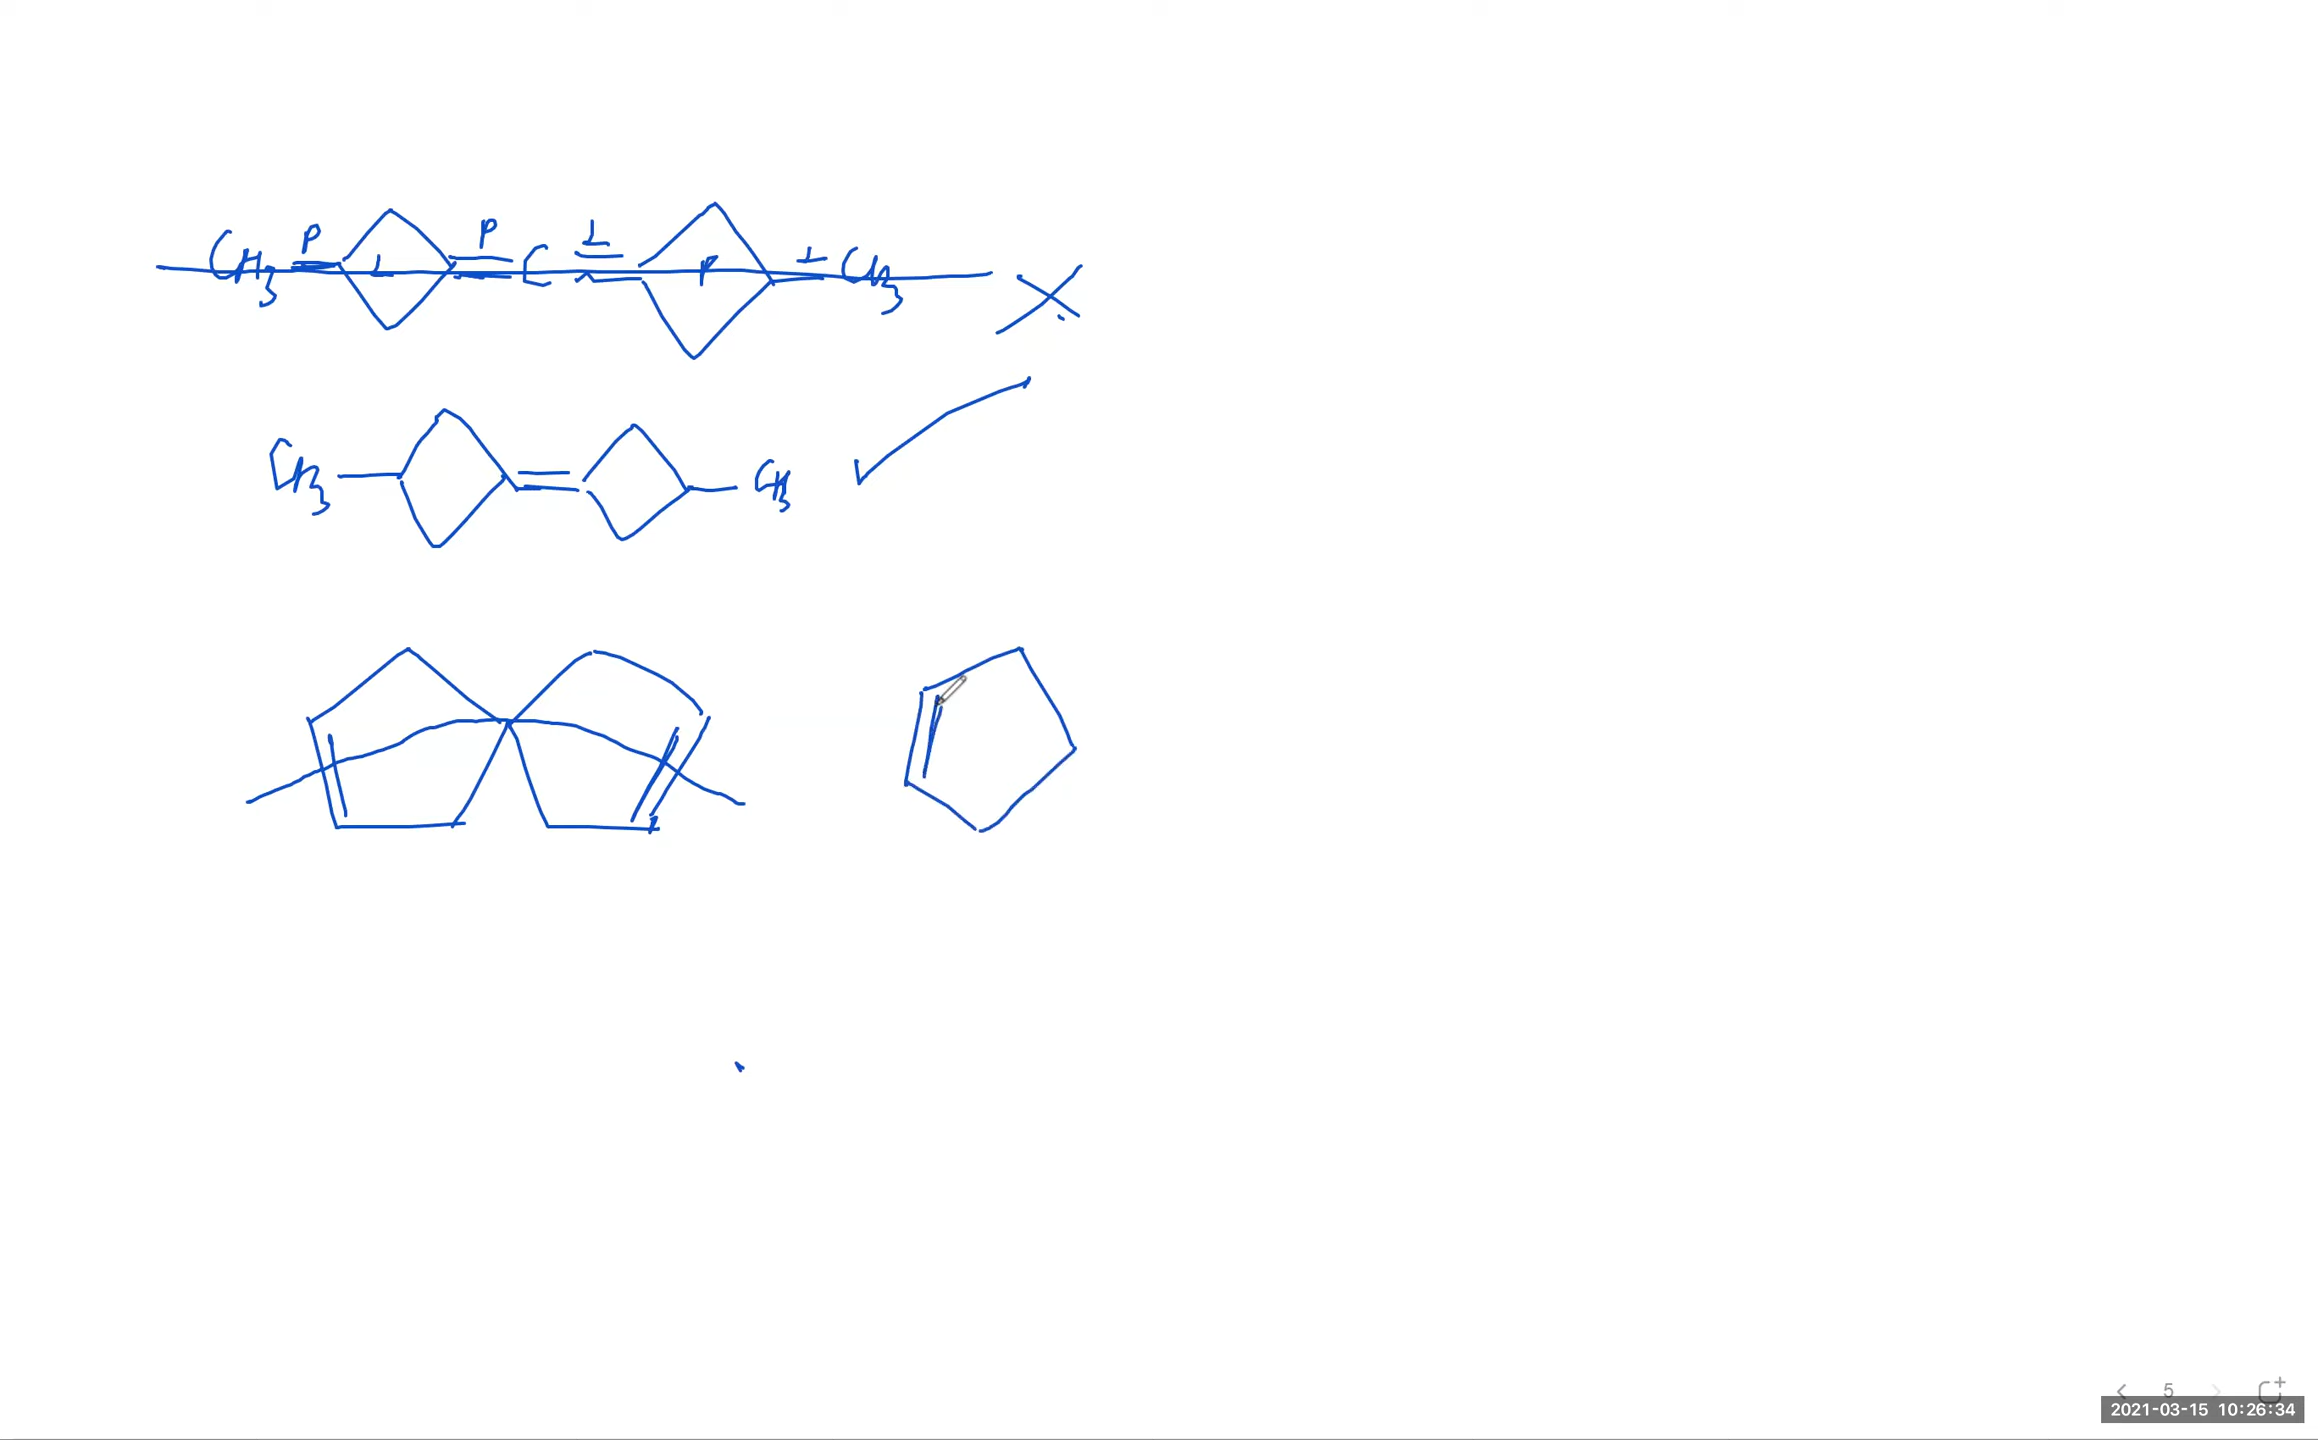 P P ⊥ ⊥
CH3 ⊥ C P CH3
CH3 CH3
5
2021-03-15 10:26:34